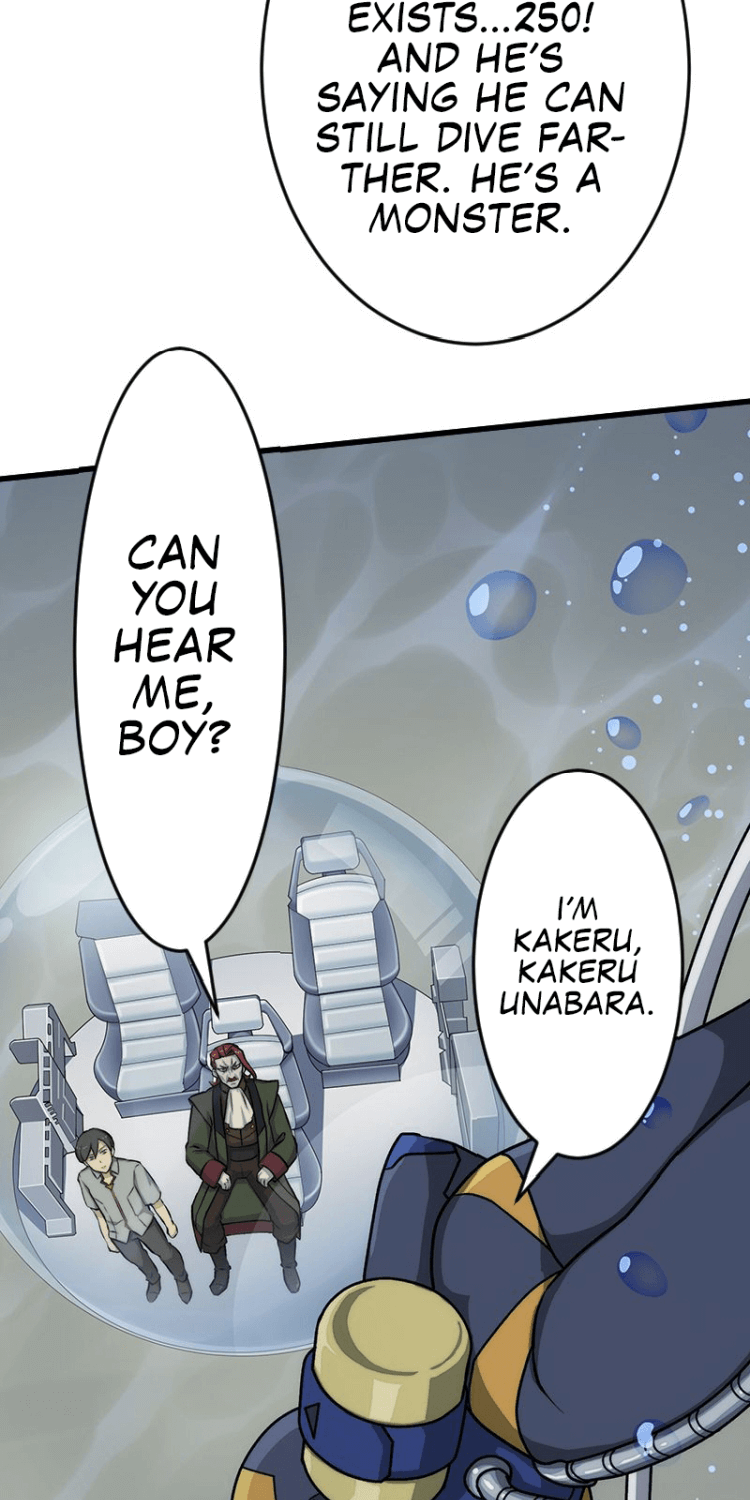 EXISTS...250!
AND HE'S
SAYING HE CAN
STILL DIVE FAR-
THER. HE'S A
MONSTER.
CAN
YOU
HEAR
ME,
BOY?
I'M
KAKERU,
KAKERU
UNABARA.